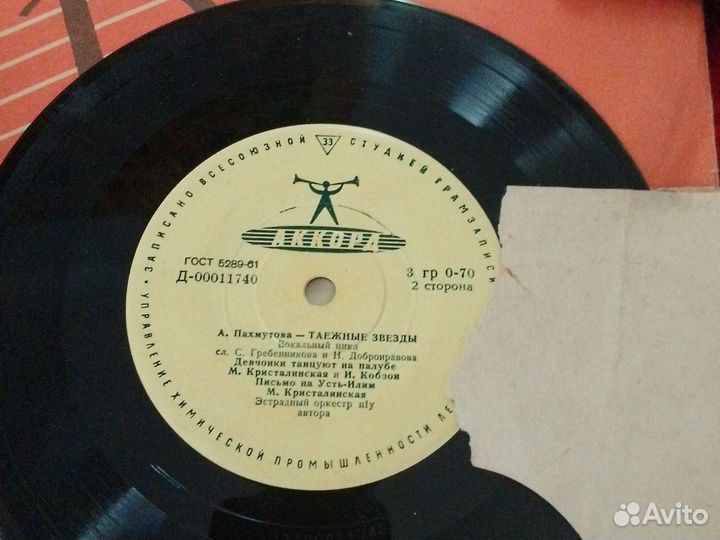 ЗАПИСАНО ВСЕСОЮЗНОЙ 33 СТУДИЕЙ ГРАМЗАПИСИ
АККОРД
ГОСТ 5289-61
Д-00011740
3 гр 0-70
2 сторона
А. Пахмутова — ТАЕЖНЫЕ ЗВЕЗДЫ
Вокальный цикл
сл. С. Гребенникова и Н. Добронравова
Девчонки танцуют на палубе
М. Кристалинская и И. Кобзон
Письмо на Усть-Илим
М. Кристалинская
Эстрадный оркестр п/у
автора
• УПРАВЛЕНИЕ ХИМИЧЕСКОЙ ПРОМЫШЛЕННОСТИ ЛЕ
Avito